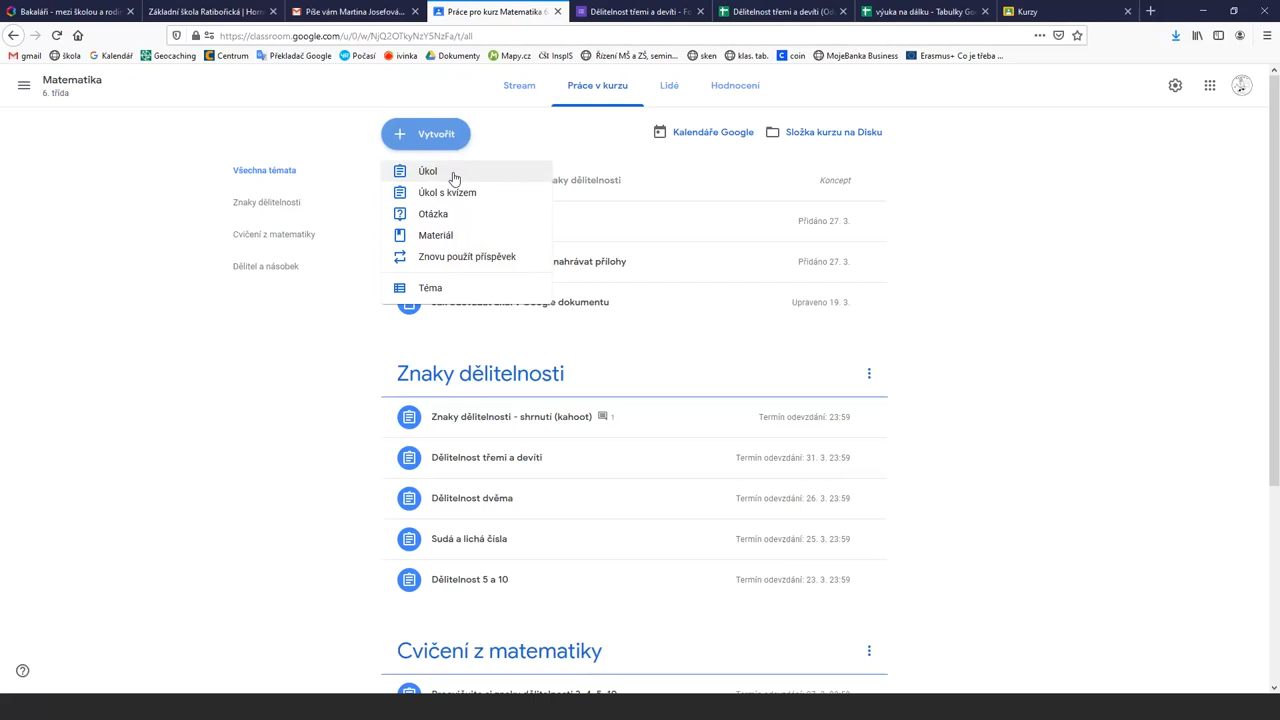 Bakaláři - mezi školou a rodin
Základní škola Ratibořická | Horn
Píše vám Martina Josefová...
Práce pro kurz Matematika 6
Dělitelnost třemi a devíti - Fo
Dělitelnost třemi a devíti (Od
výuka na dálku - Tabulky Goo
Kurzy
https://classroom.google.com/u/0/w/NjQ2OTkyNzY5NzFa/t/all
gmail
škola
Kalendář
Geocaching
Centrum
Překladač Google
Počasí
ivinka
Dokumenty
Mapy.cz
InspIS
Řízení MŠ a ZŠ, semin...
sken
klas. tab.
coin
MojeBanka Business
Erasmus+ Co je třeba ...
Matematika
6. třída
Stream
Práce v kurzu
Lidé
Hodnocení
Vytvořit
Kalendáře Google
Složka kurzu na Disku
Všechna témata
Znaky dělitelnosti
Cvičení z matematiky
Dělitel a násobek
Úkol
Úkol s kvízem
Otázka
Materiál
Znovu použít příspěvek
Téma
aky dělitelnosti
Koncept
Přidáno 27. 3.
nahrávat přílohy
Přidáno 27. 3.
Google dokumentu
Upraveno 19. 3.
Znaky dělitelnosti
Znaky dělitelnosti - shrnutí (kahoot)
1
Termín odevzdání: 23:59
Dělitelnost třemi a devíti
Termín odevzdání: 31. 3. 23:59
Dělitelnost dvěma
Termín odevzdání: 26. 3. 23:59
Sudá a lichá čísla
Termín odevzdání: 25. 3. 23:59
Dělitelnost 5 a 10
Termín odevzdání: 23. 3. 23:59
Cvičení z matematiky